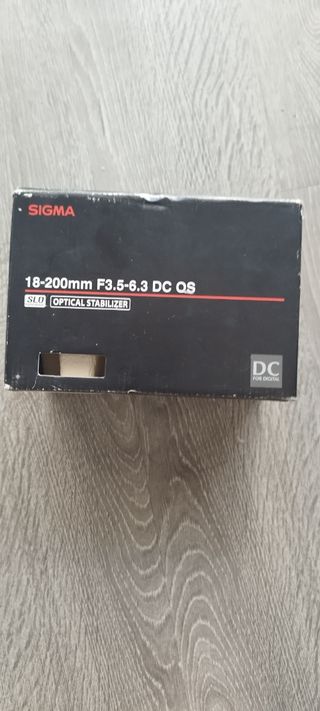 SIGMA
18-200mm F3.5-6.3 DC OS
SLD OPTICAL STABILIZER
DC
FOR DIGITAL